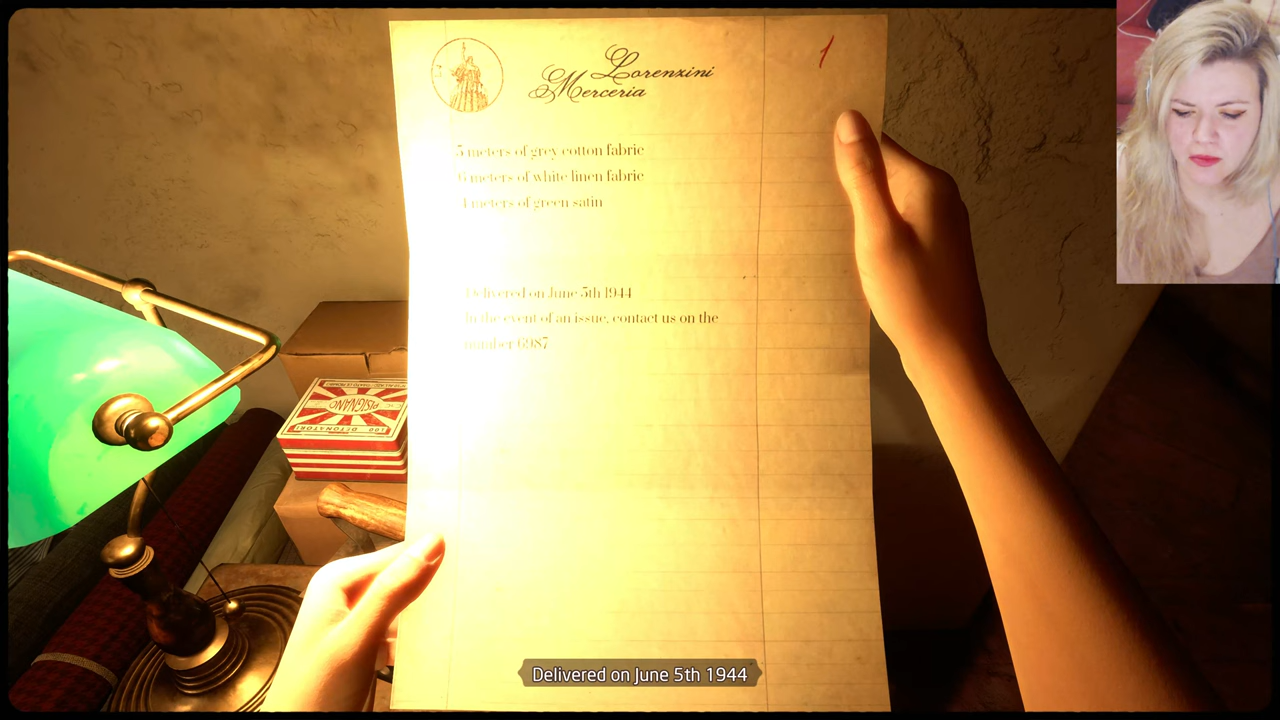 Lorenzini
Merceria
1
5 meters of grey cotton fabric
6 meters of white linen fabric
4 meters of green satin
Delivered on June 5th 1944
In the event of an issue, contact us on the
number 6987
PISIGNANO
100 DETONATORI
Delivered on June 5th 1944